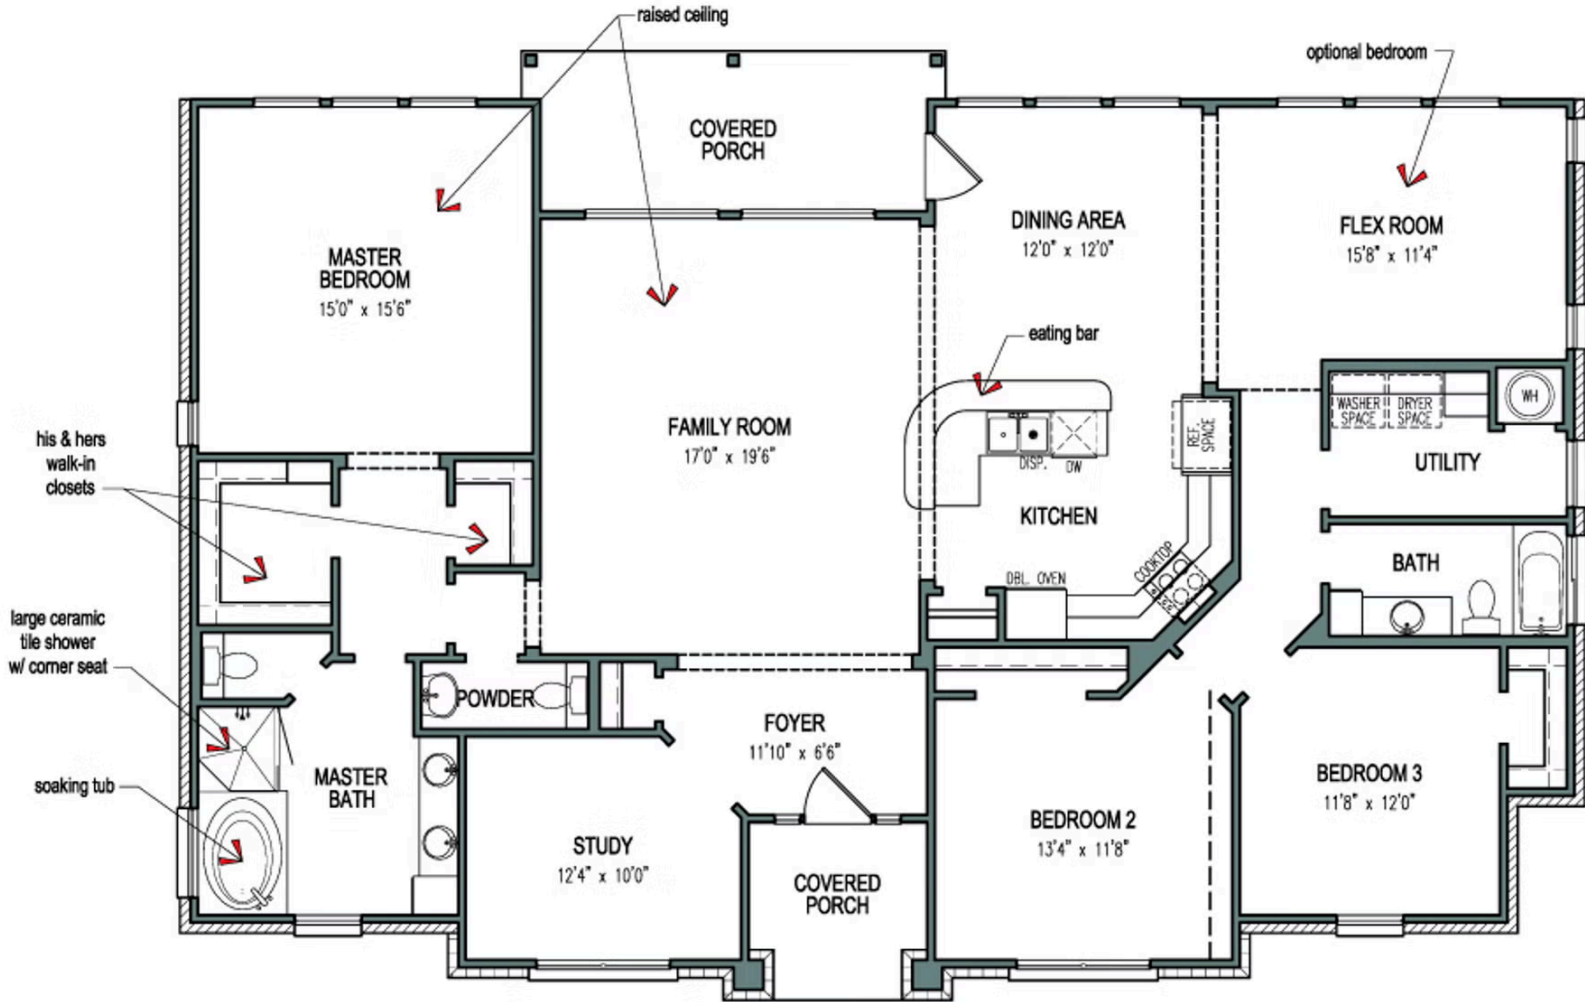 raised ceiling
optional bedroom
COVERED
PORCH
MASTER
BEDROOM
15'0" x 15'6"
DINING AREA
12'0" x 12'0"
FLEX ROOM
15'8" x 11'4"
eating bar
FAMILY ROOM
17'0" x 19'6"
his & hers
walk-in
closets
WASHER
SPACE
DRYER
SPACE
WH
REF.
SPACE
DISP.
DW
UTILITY
KITCHEN
BATH
COOKTOP
DBL. OVEN
large ceramic
tile shower
w/ corner seat
POWDER
FOYER
11'10" x 6'6"
soaking tub
MASTER
BATH
BEDROOM 3
11'8" x 12'0"
BEDROOM 2
13'4" x 11'8"
STUDY
12'4" x 10'0"
COVERED
PORCH